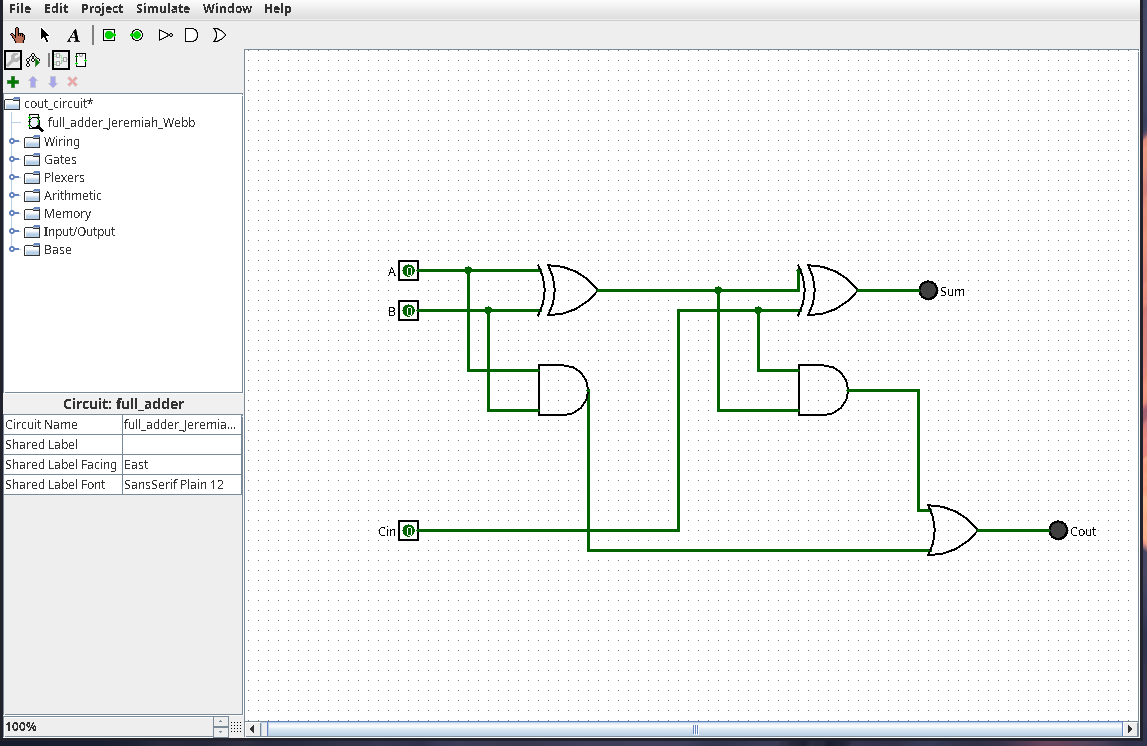 File Edit Project Simulate Window Help
A
cout_circuit*
full_adder_Jeremiah_Webb
Wiring
Gates
Plexers
Arithmetic
Memory
Input/Output
Base
Circuit: full_adder
Circuit Name full_adder_Jeremia...
Shared Label
Shared Label Facing East
Shared Label Font SansSerif Plain 12
100%
A 0
B 0
Sum
Cin 0
Cout